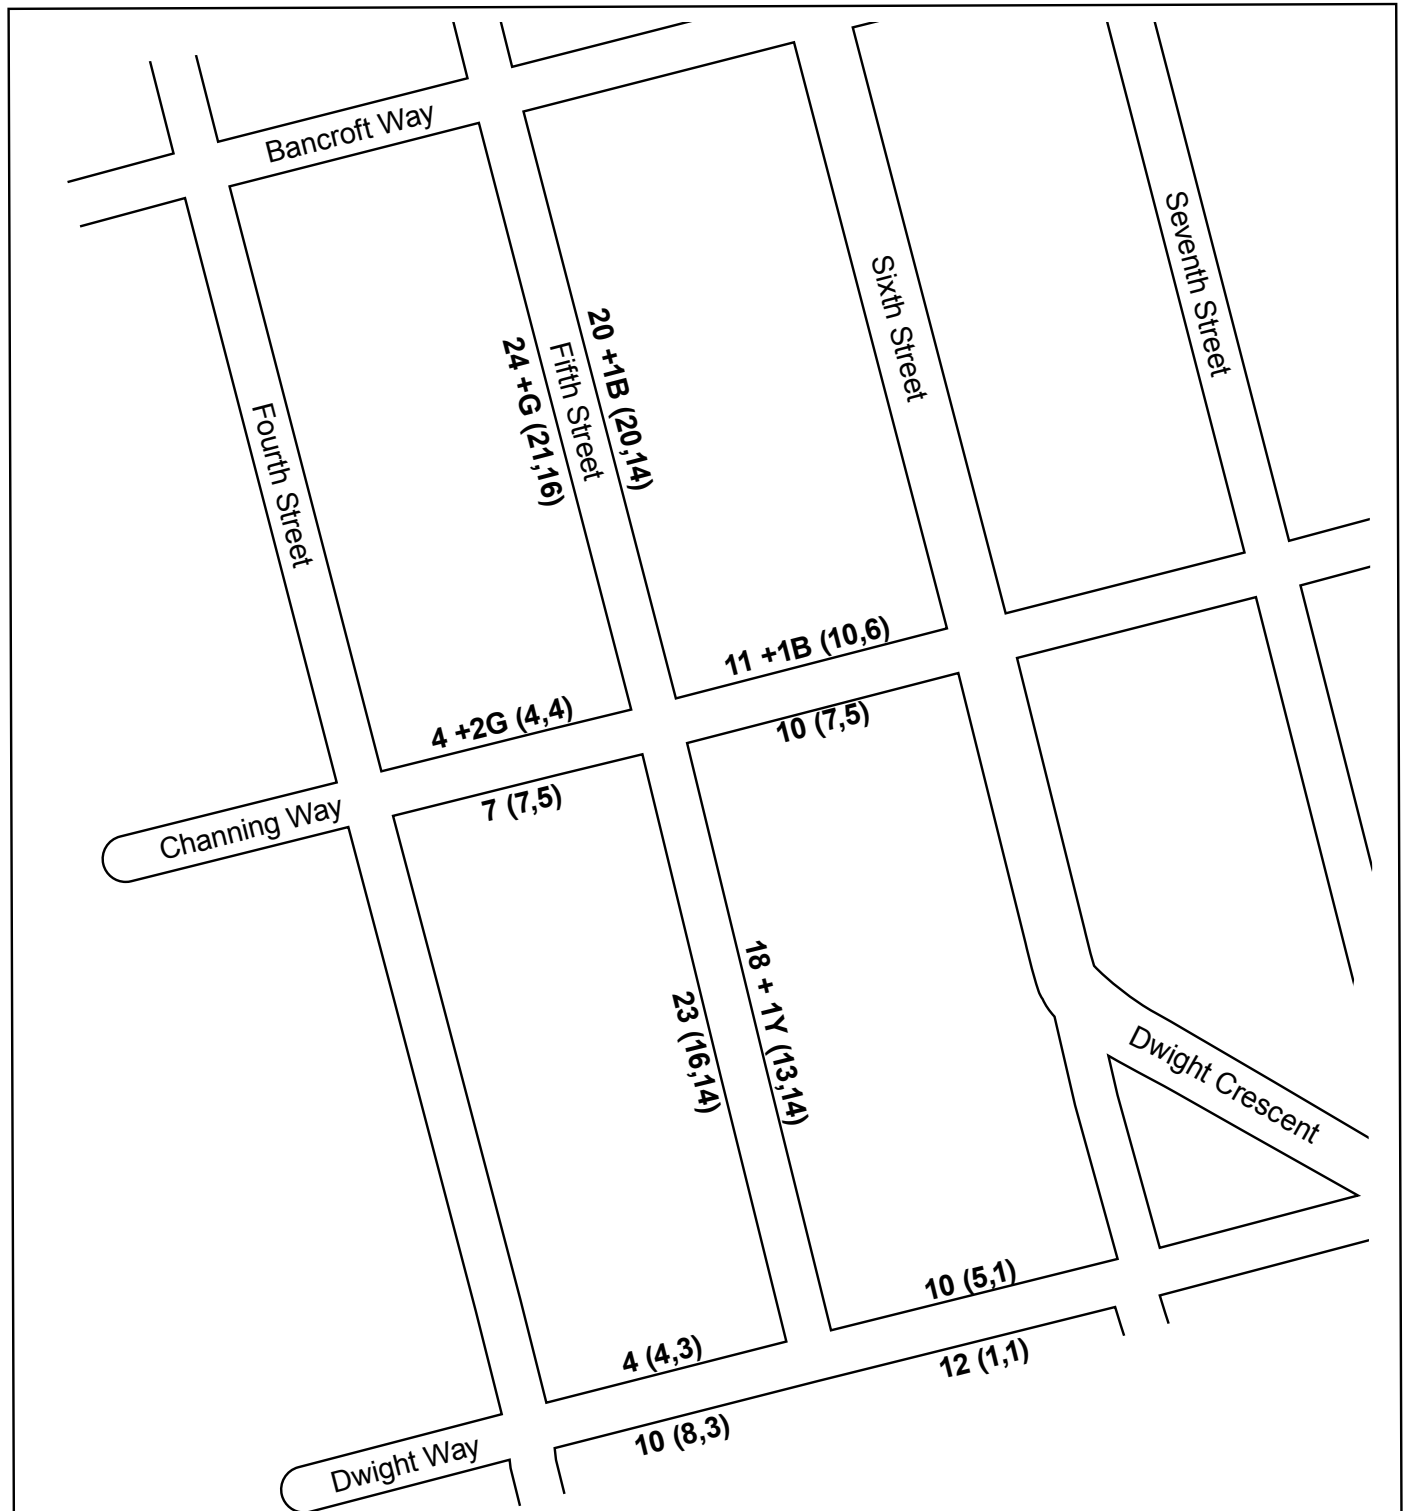 Bancroft Way
Seventh Street
Sixth Street
20 +1B (20,14)
Fifth Street
24 +G (21,16)
Fourth Street
11 +1B (10,6)
4 +2G (4,4)
10 (7,5)
7 (7,5)
Channing Way
18 + 1Y (13,14)
23 (16,14)
Dwight Crescent
10 (5,1)
4 (4,3)
12 (1,1)
10 (8,3)
Dwight Way